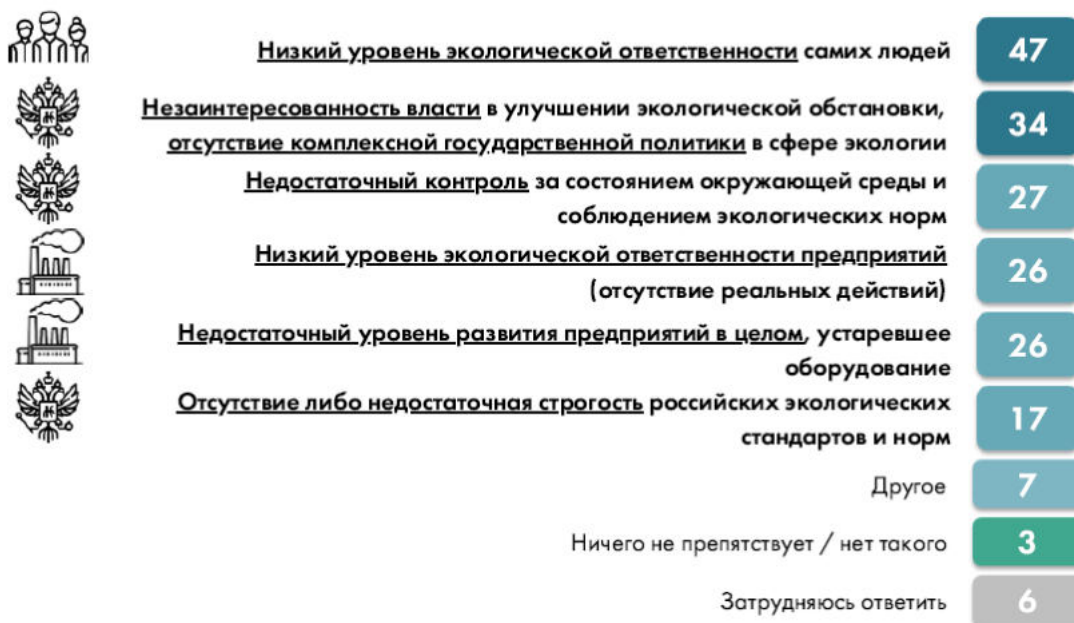 Низкий уровень экологической ответственности самих людей
47
Незаинтересованность власти в улучшении экологической обстановки,
отсутствие комплексной государственной политики в сфере экологии
34
Недостаточный контроль за состоянием окружающей среды и
соблюдением экологических норм
27
Низкий уровень экологической ответственности предприятий
(отсутствие реальных действий)
26
Недостаточный уровень развития предприятий в целом, устаревшее
оборудование
26
Отсутствие либо недостаточная строгость российских экологических
стандартов и норм
17
Другое
7
Ничего не препятствует / нет такого
3
Затрудняюсь ответить
6